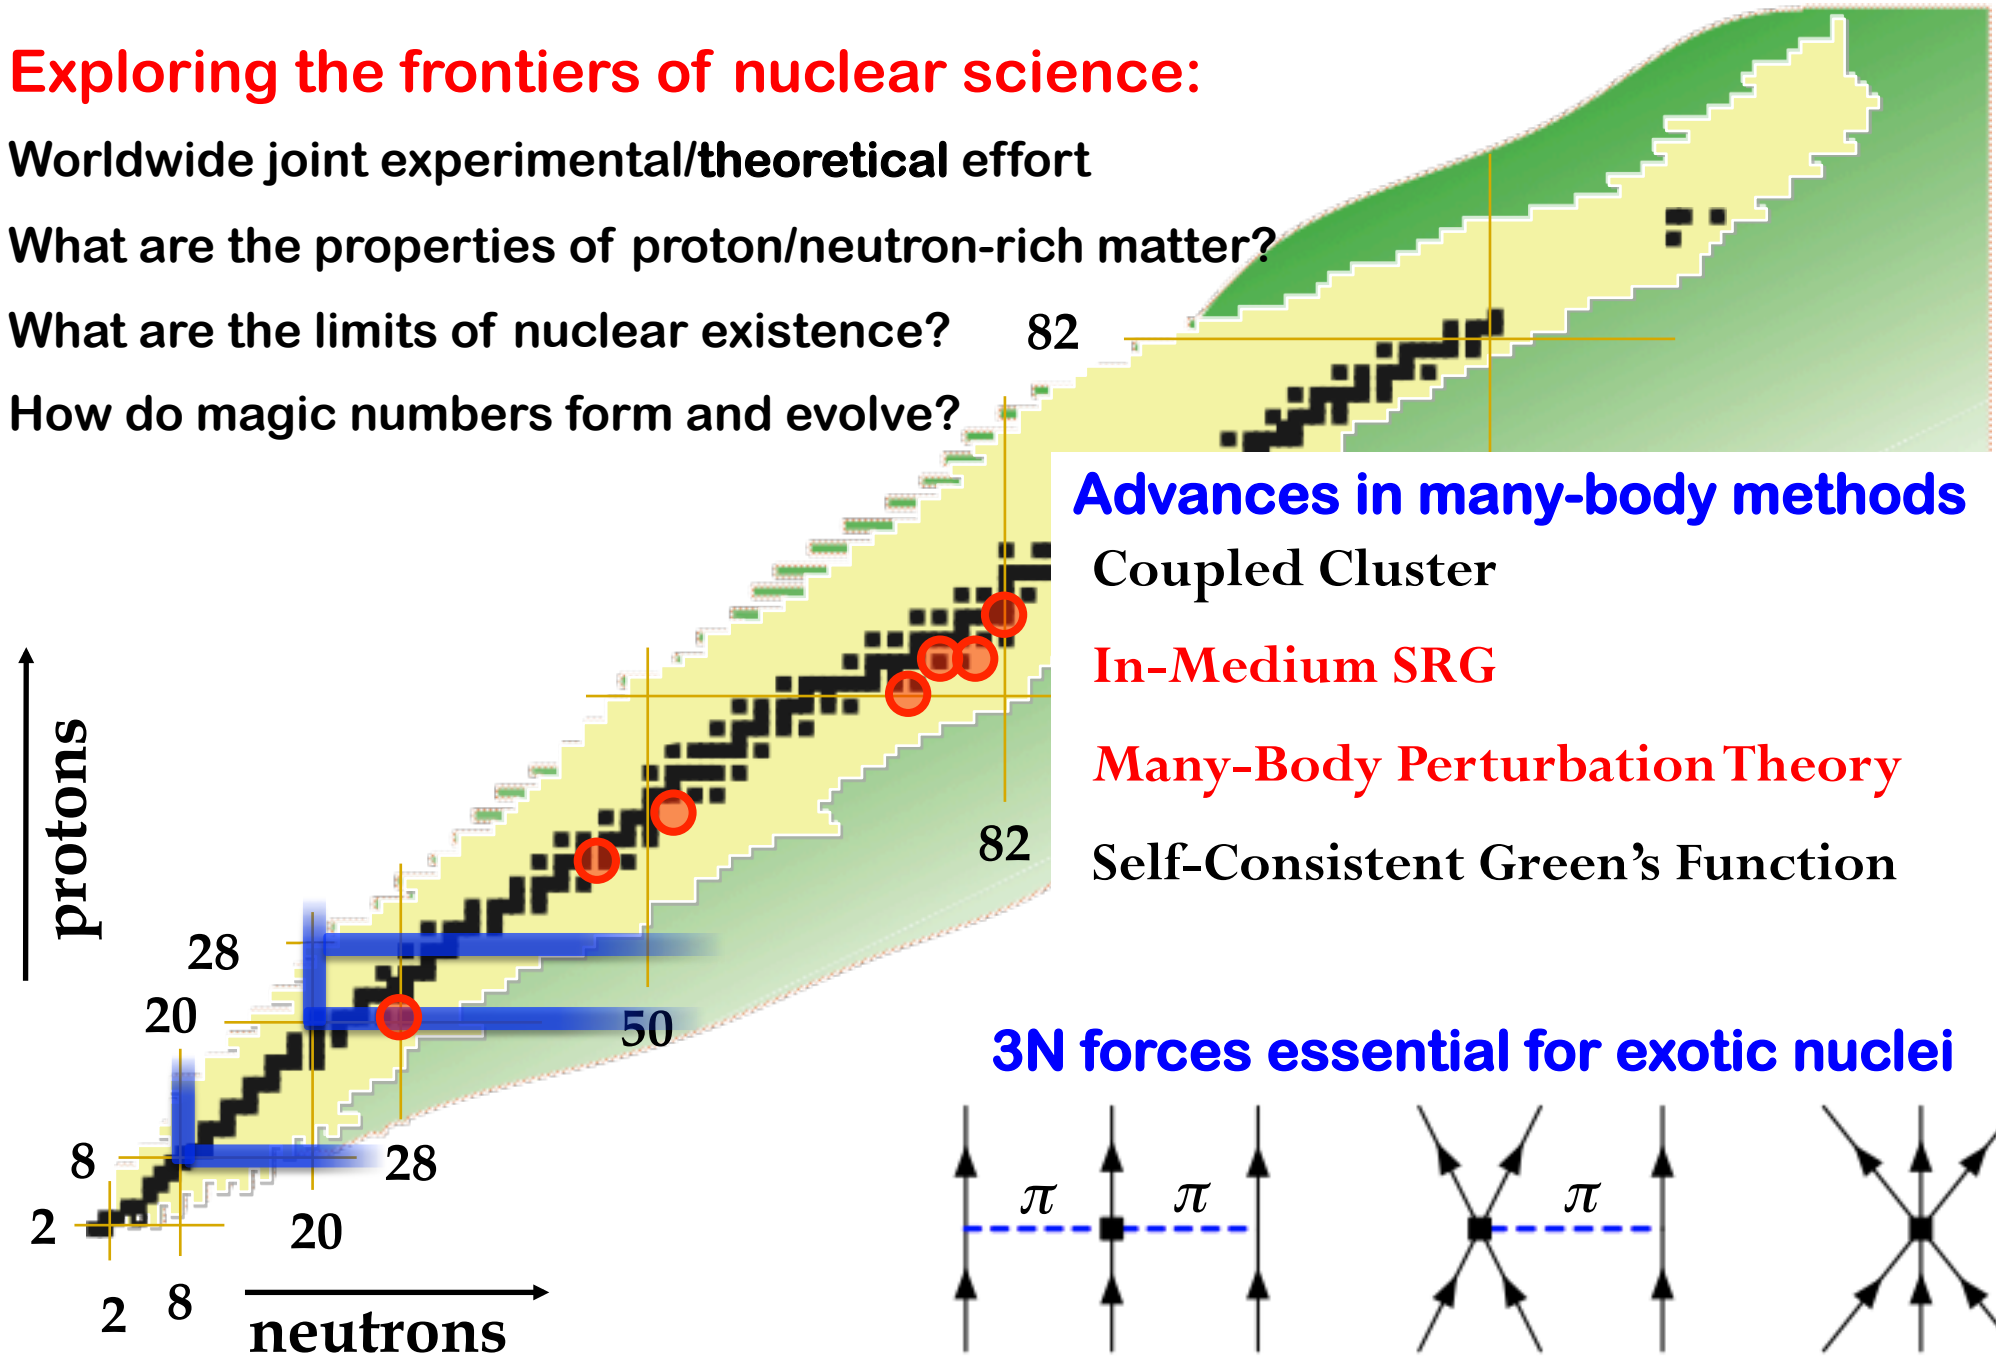 Exploring the frontiers of nuclear science:
Worldwide joint experimental/theoretical effort
What are the properties of proton/neutron-rich matter?
What are the limits of nuclear existence?
How do magic numbers form and evolve?
82
Advances in many-body methods
Coupled Cluster
In-Medium SRG
Many-Body Perturbation Theory
Self-Consistent Green's Function
82
protons
28
20
50
3N forces essential for exotic nuclei
8
28
π π π
2
20
2
8
neutrons